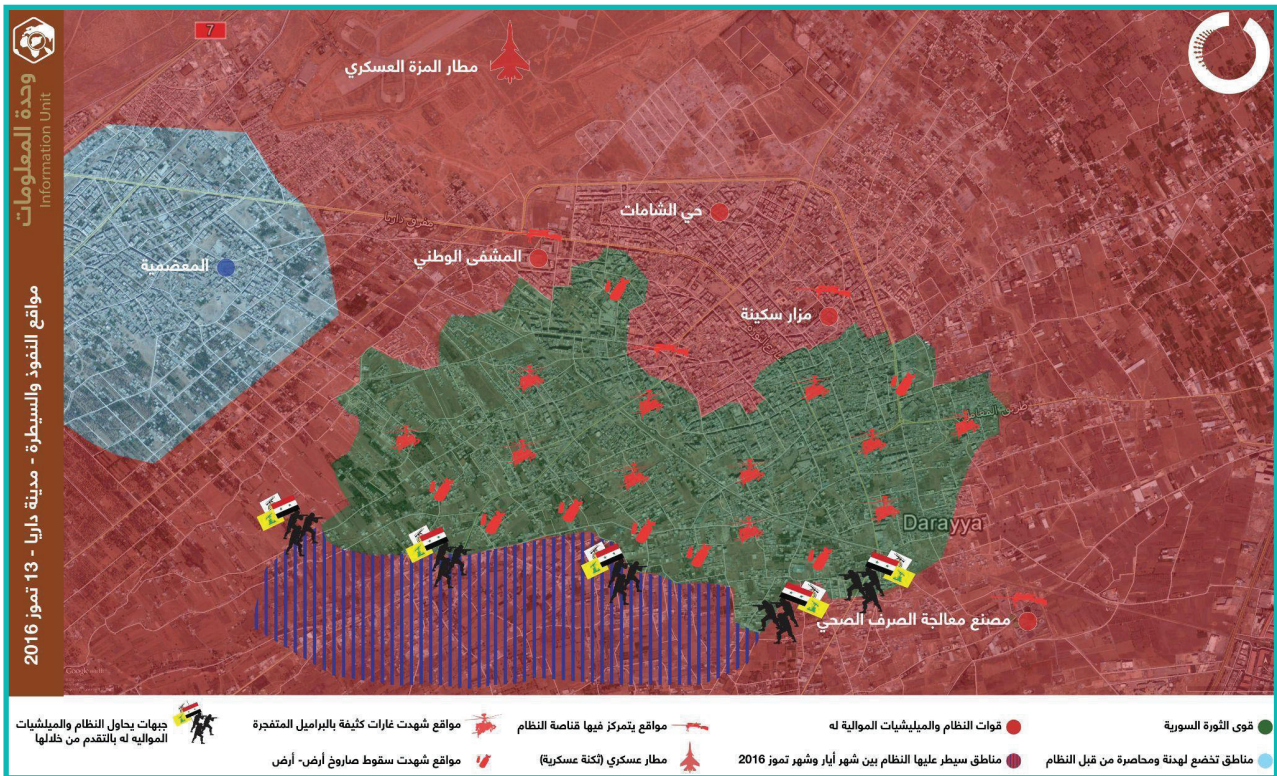 وحدة المعلومات
Information Unit
مواقع النفوذ والسيطرة - مدينة داريا - 13 تموز 2016
7
مطار المزة العسكري
حي الشامات
مفرق داريا
المشفى الوطني
المعضمية
مزار سكينة
Darayya
مصنع معالجة الصرف الصحي
قوى الثورة السورية
قوات النظام والميليشيات الموالية له
مواقع يتمركز فيها قناصة النظام
مواقع شهدت غارات كثيفة بالبراميل المتفجرة
جبهات يحاول النظام والميلشيات
المواليه له بالتقدم من خلالها
مناطق تخضع لهدنة ومحاصرة من قبل النظام
مناطق سيطر عليها النظام بين شهر أيار وشهر تموز 2016
مطار عسكري (ثكنة عسكرية)
مواقع شهدت سقوط صاروخ أرض- أرض